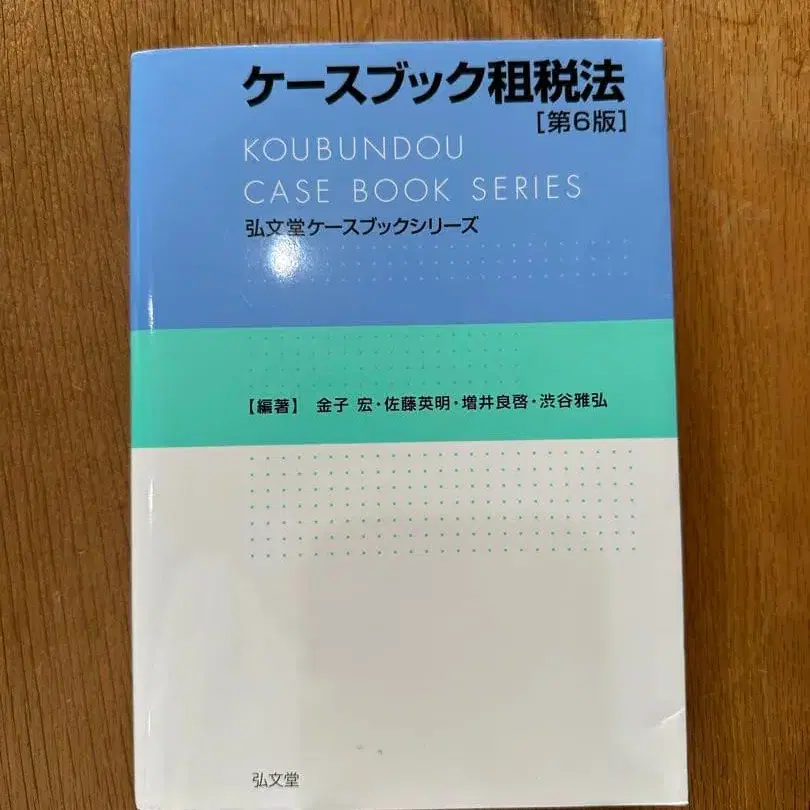 ケースブック租税法
[第6版]
KOUBUNDOU
CASE BOOK SERIES
弘文堂ケースブックシリーズ
【編著】 金子 宏・佐藤英明・増井良啓・渋谷雅弘
弘文堂